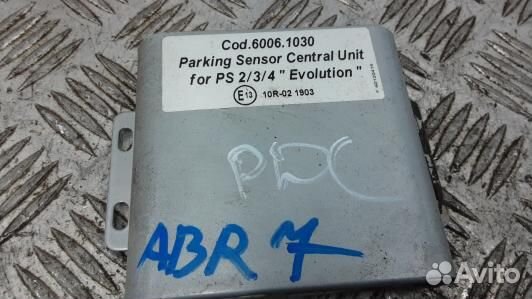 Cod.6006.1030
Parking Sensor Central Unit
for PS 2/3/4 " Evolution "
E13 10R-02 1903
PDC
ABR 7
Avito